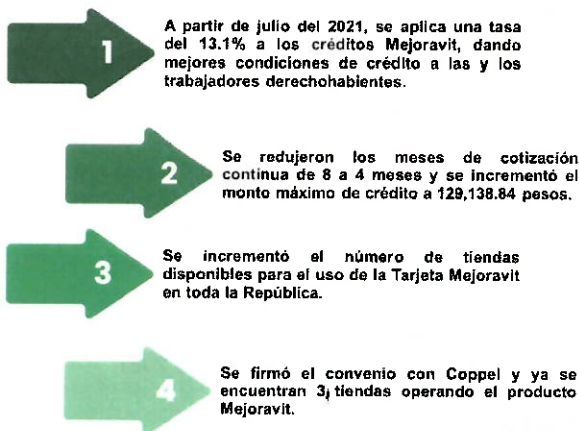 1
A partir de julio del 2021, se aplica una tasa
del 13.1% a los créditos Mejoravit, dando
mejores condiciones de crédito a las y los
trabajadores derechohabientes.
2
Se redujeron los meses de cotización
continua de 8 a 4 meses y se incrementó el
monto máximo de crédito a 129,138.84 pesos.
3
Se incrementó el número de tiendas
disponibles para el uso de la Tarjeta Mejoravit
en toda la República.
4
Se firmó el convenio con Coppel y ya se
encuentran 3 tiendas operando el producto
Mejoravit.